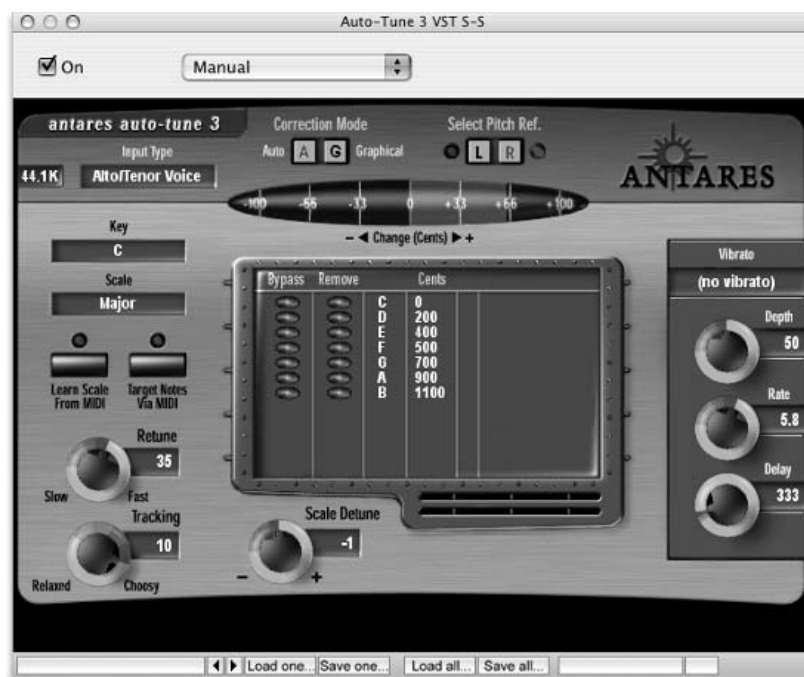 Auto-Tune 3 VST S-S
On
Manual
antares auto-tune 3
Correction Mode
Select Pitch Ref.
Input Type
Auto A G Graphical
L R
44.1K
Alto/Tenor Voice
ANTARES
-100 -66 -33 0 +33 +66 +100
- ◀ Change (Cents) ▶ +
Key
C
Scale
Major
Learn Scale From MIDI
Target Notes Via MIDI
Retune
35
Slow Fast
Tracking
10
Relaxed Choosy
Bypass Remove Cents
C 0
D 200
E 400
F 500
G 700
A 900
B 1100
Scale Detune
-1
- +
Vibrato
(no vibrato)
Depth
50
Rate
5.8
Delay
333
Load one... Save one... Load all... Save all...